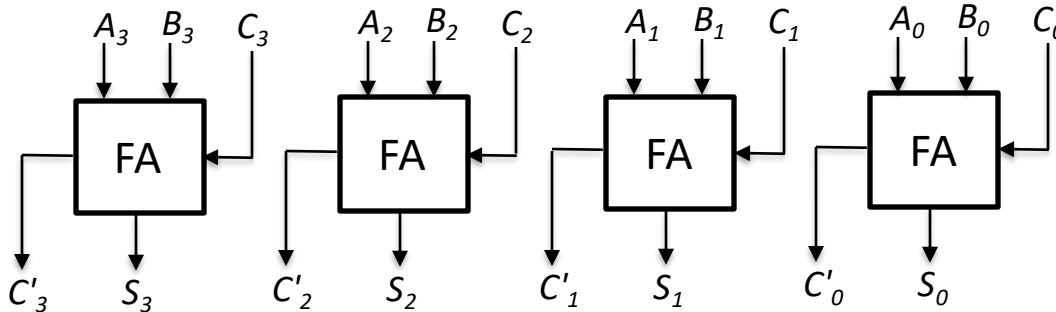 A3 B3 C3 A2 B2 C2 A1 B1 C1 A0 B0 C0
FA FA FA FA
C'3 S3 C'2 S2 C'1 S1 C'0 S0